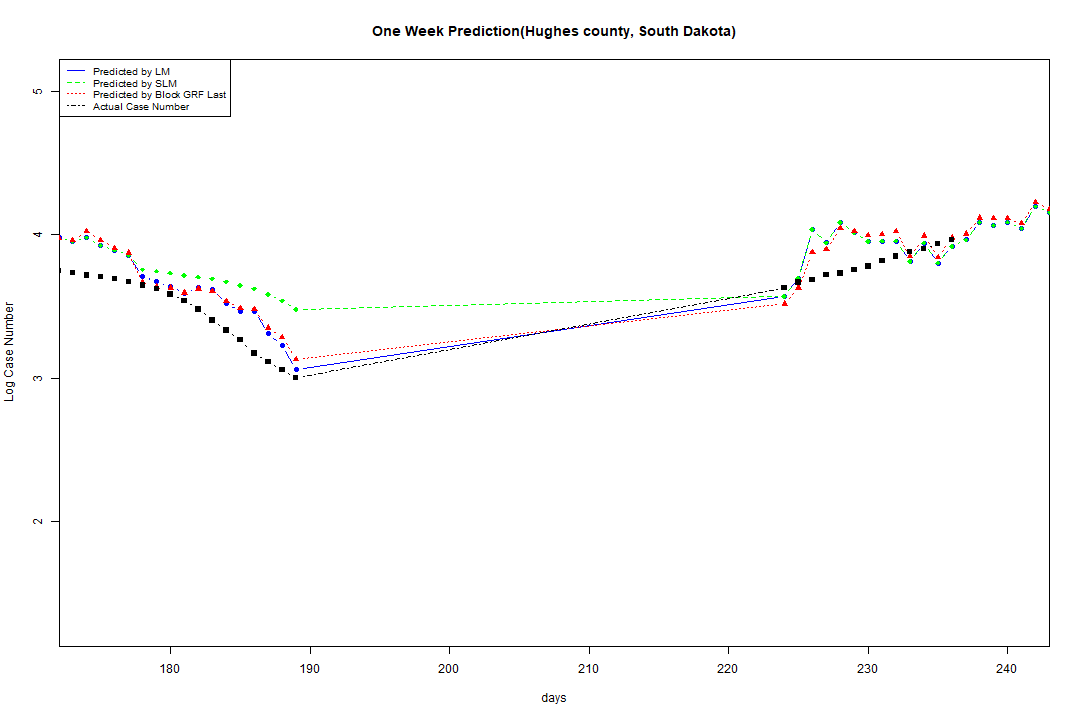 One Week Prediction(Hughes county, South Dakota)
Predicted by LM
Predicted by SLM
Predicted by Block GRF Last
Actual Case Number
5
4
3
2
Log Case Number
180 190 200 210 220 230 240
days